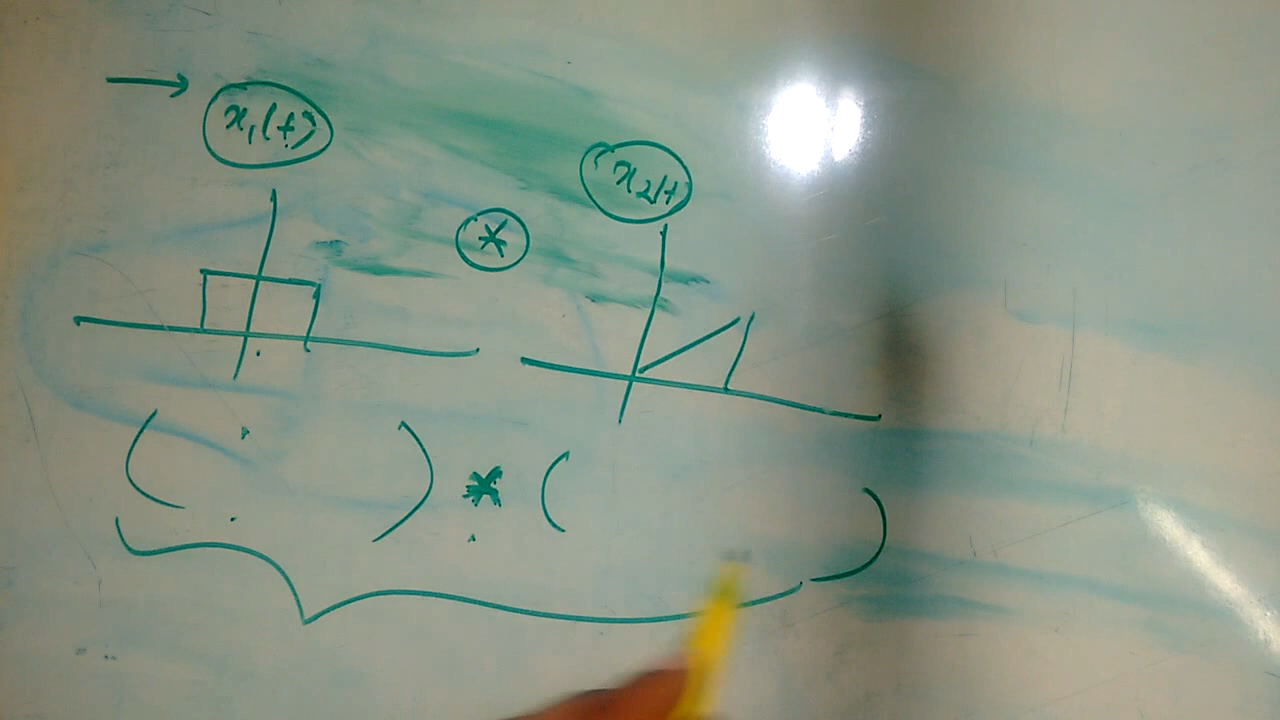 → x₁(t)
x₂(t)
*
( ) * ( )